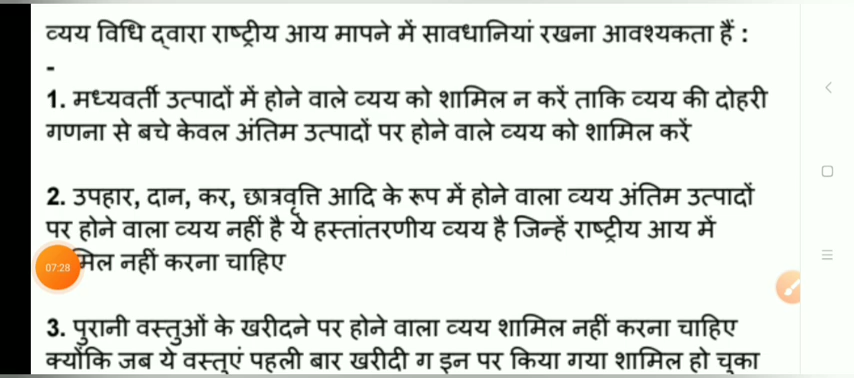 व्यय विधि द्वारा राष्ट्रीय आय मापने में सावधानियां रखना आवश्यकता हैं :
-
1. मध्यवर्ती उत्पादों में होने वाले व्यय को शामिल न करें ताकि व्यय की दोहरी
गणना से बचे केवल अंतिम उत्पादों पर होने वाले व्यय को शामिल करें
2. उपहार, दान, कर, छात्रवृत्ति आदि के रूप में होने वाला व्यय अंतिम उत्पादों
पर होने वाला व्यय नहीं है ये हस्तांतरणीय व्यय है जिन्हें राष्ट्रीय आय में
07:28 मिल नहीं करना चाहिए
3. पुरानी वस्तुओं के खरीदने पर होने वाला व्यय शामिल नहीं करना चाहिए
क्योंकि जब ये वस्तुएं पहली बार खरीदी ग इन पर किया गया शामिल हो चुका